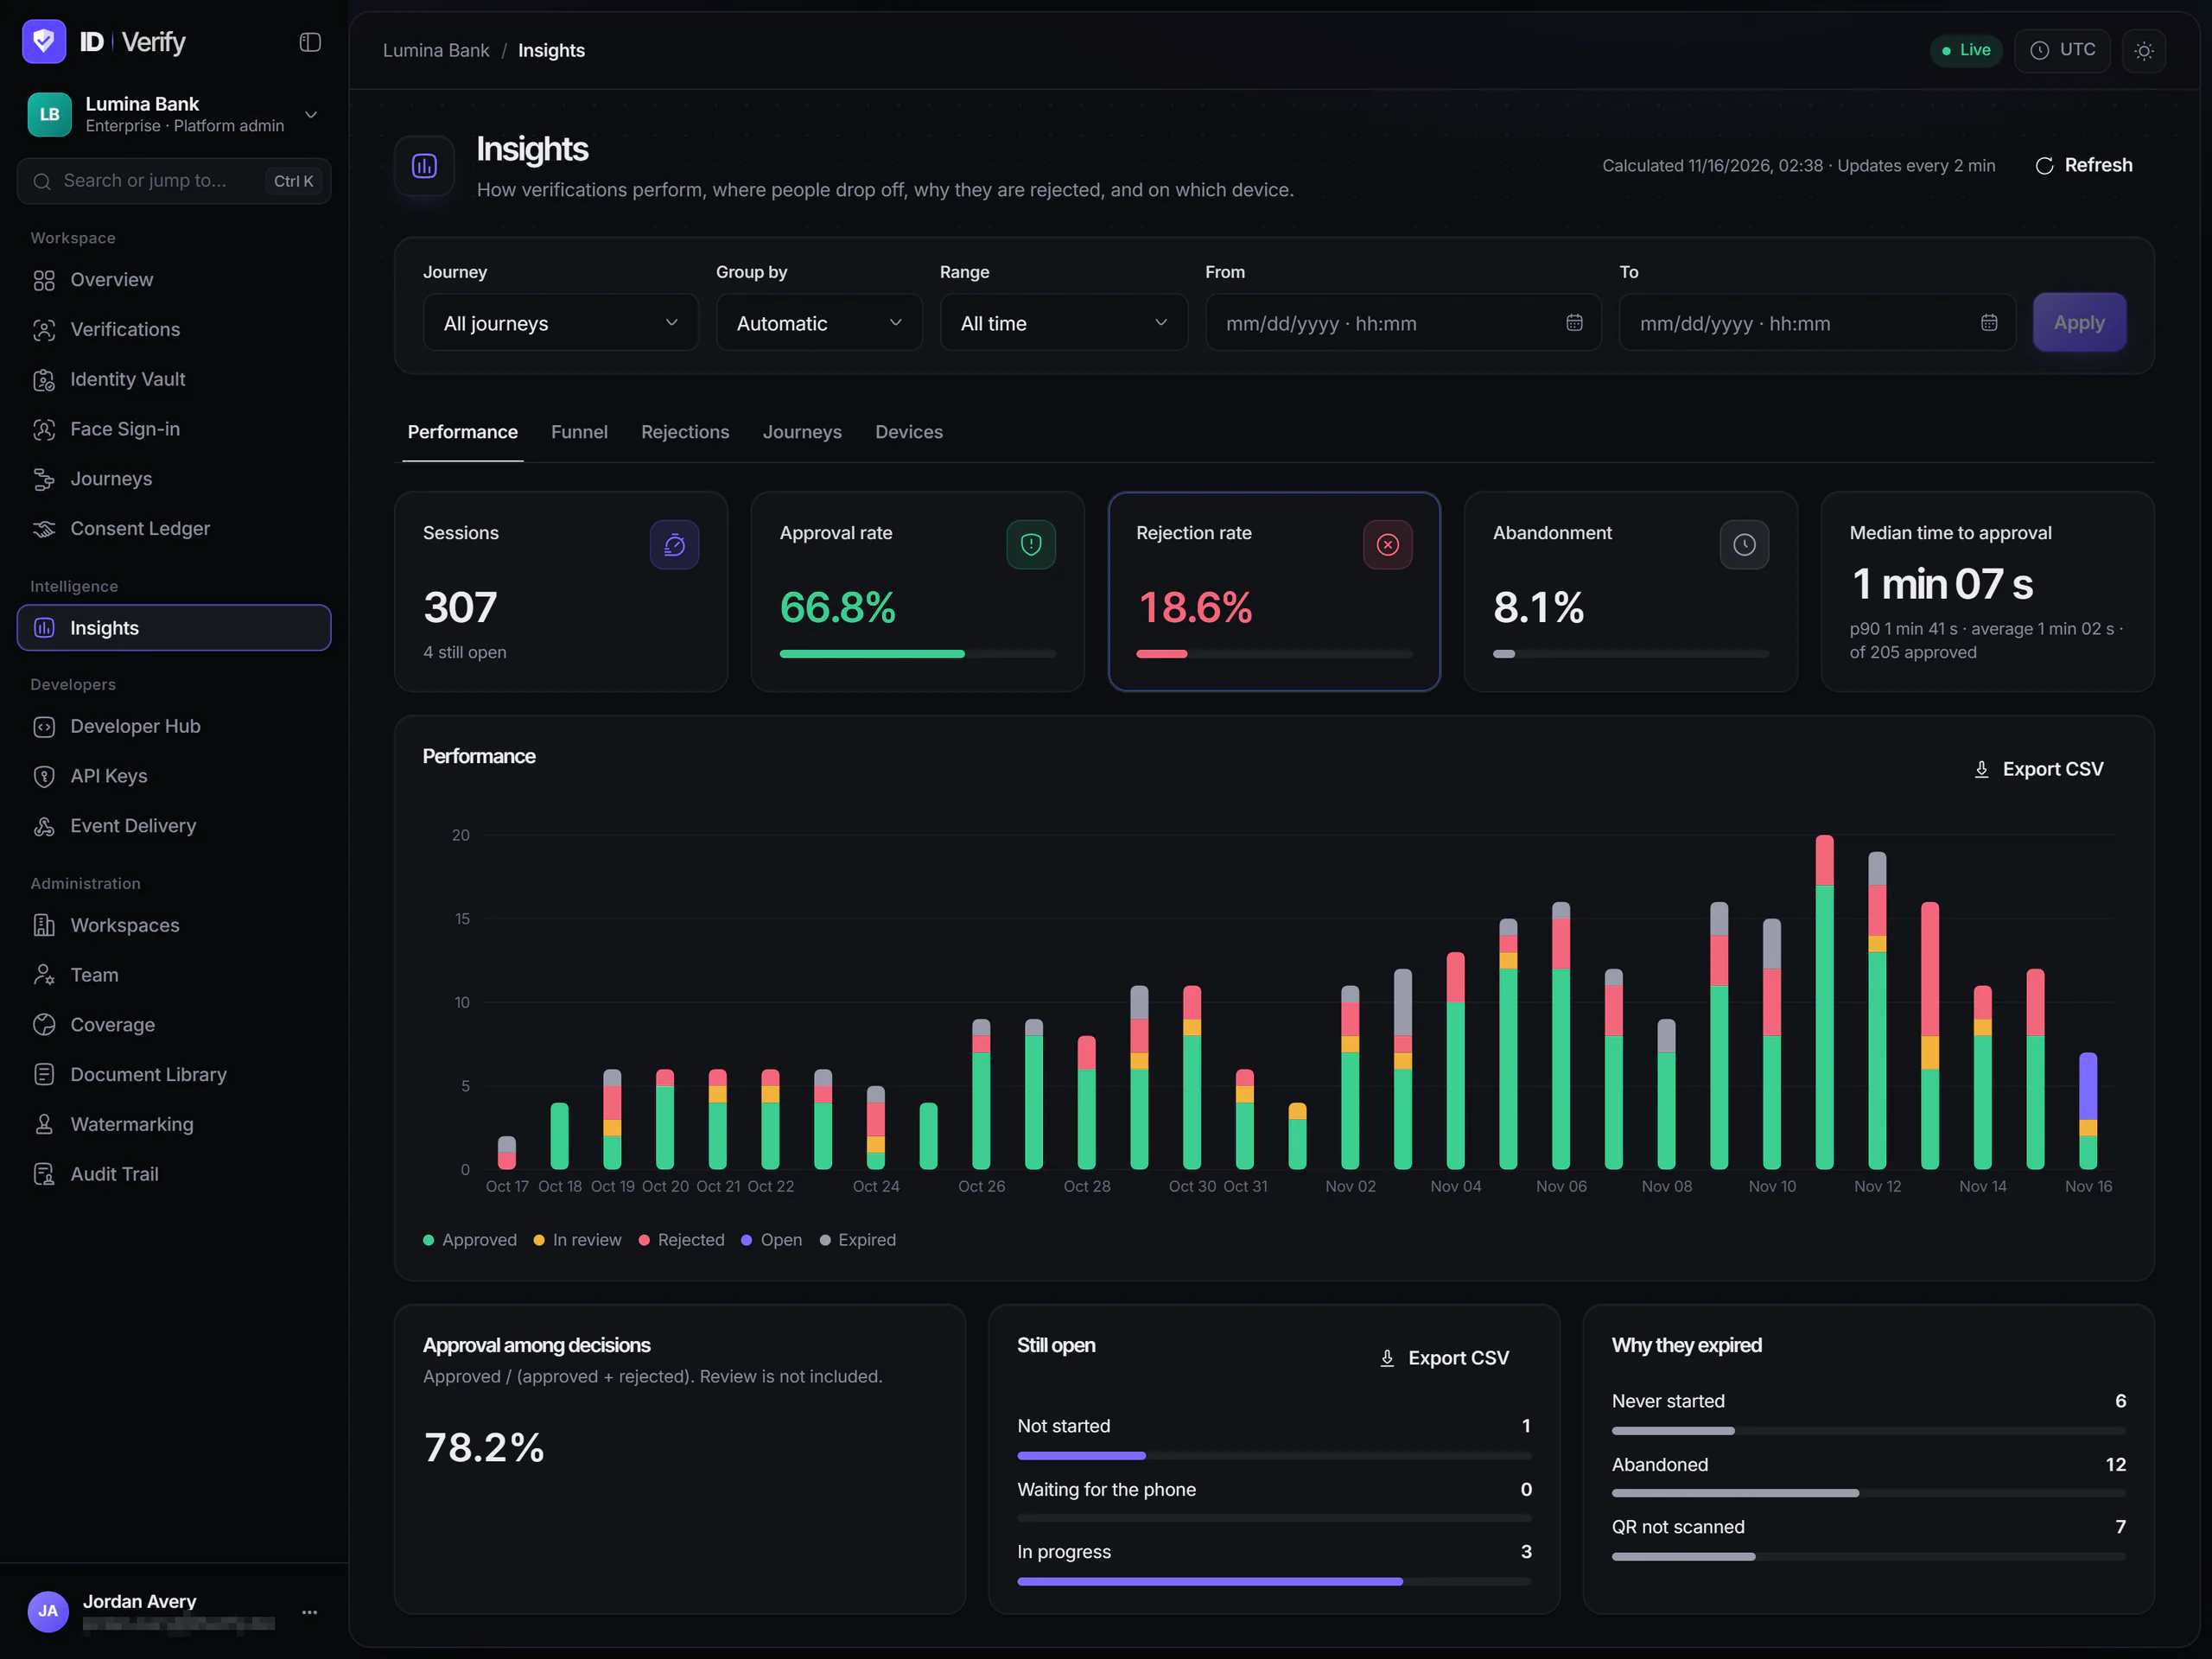 ID Verify
Lumina Bank
Enterprise · Platform admin
LB
Search or jump to...
Ctrl K
Workspace
Overview
Verifications
Identity Vault
Face Sign-in
Journeys
Consent Ledger
Intelligence
Insights
Developers
Developer Hub
API Keys
Event Delivery
Administration
Workspaces
Team
Coverage
Document Library
Watermarking
Audit Trail
JA
Jordan Avery
Lumina Bank / Insights
Live
UTC
Insights
How verifications perform, where people drop off, why they are rejected, and on which device.
Calculated 11/16/2026, 02:38 · Updates every 2 min
Refresh
Journey
Group by
Range
From
To
All journeys
Automatic
All time
mm/dd/yyyy · hh:mm
mm/dd/yyyy · hh:mm
Apply
Performance
Funnel
Rejections
Journeys
Devices
Sessions
307
4 still open
Approval rate
66.8%
Rejection rate
18.6%
Abandonment
8.1%
Median time to approval
1 min 07 s
p90 1 min 41 s · average 1 min 02 s ·
of 205 approved
Performance
Export CSV
20
15
10
5
0
Oct 17 Oct 18 Oct 19 Oct 20 Oct 21 Oct 22 Oct 24 Oct 26 Oct 28 Oct 30 Oct 31 Nov 02 Nov 04 Nov 06 Nov 08 Nov 10 Nov 12 Nov 14 Nov 16
Approved In review Rejected Open Expired
Approval among decisions
Approved / (approved + rejected). Review is not included.
78.2%
Still open
Export CSV
Not started 1
Waiting for the phone 0
In progress 3
Why they expired
Never started 6
Abandoned 12
QR not scanned 7